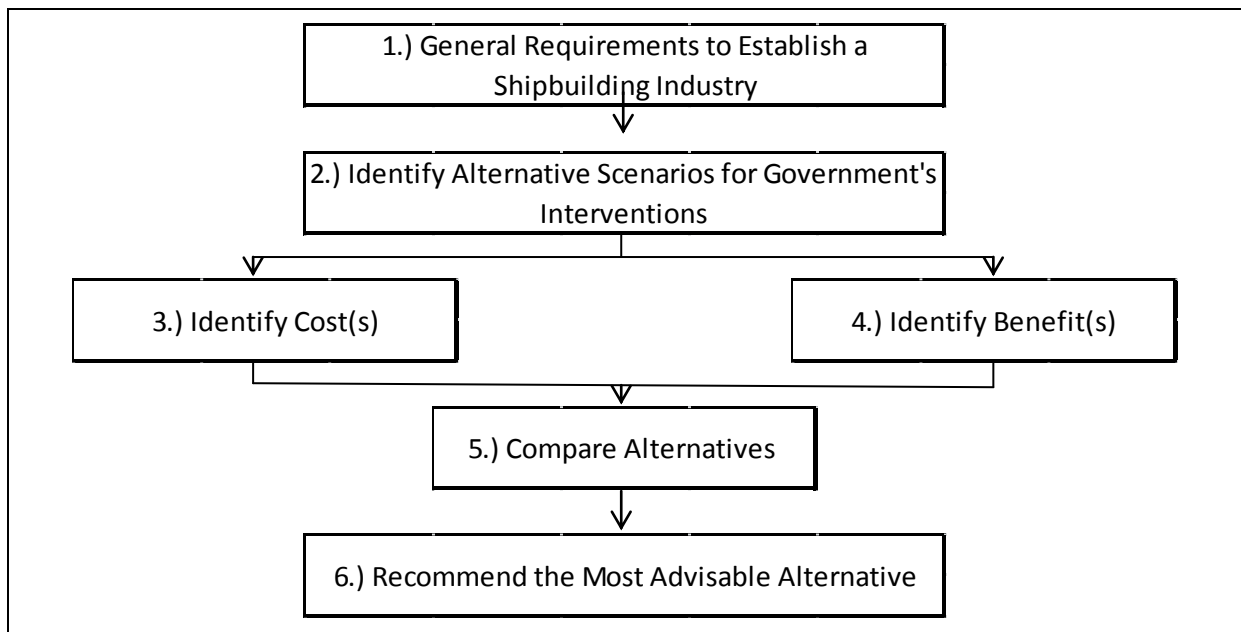 1.) General Requirements to Establish a
Shipbuilding Industry
2.) Identify Alternative Scenarios for Government's
Interventions
3.) Identify Cost(s)
4.) Identify Benefit(s)
5.) Compare Alternatives
6.) Recommend the Most Advisable Alternative